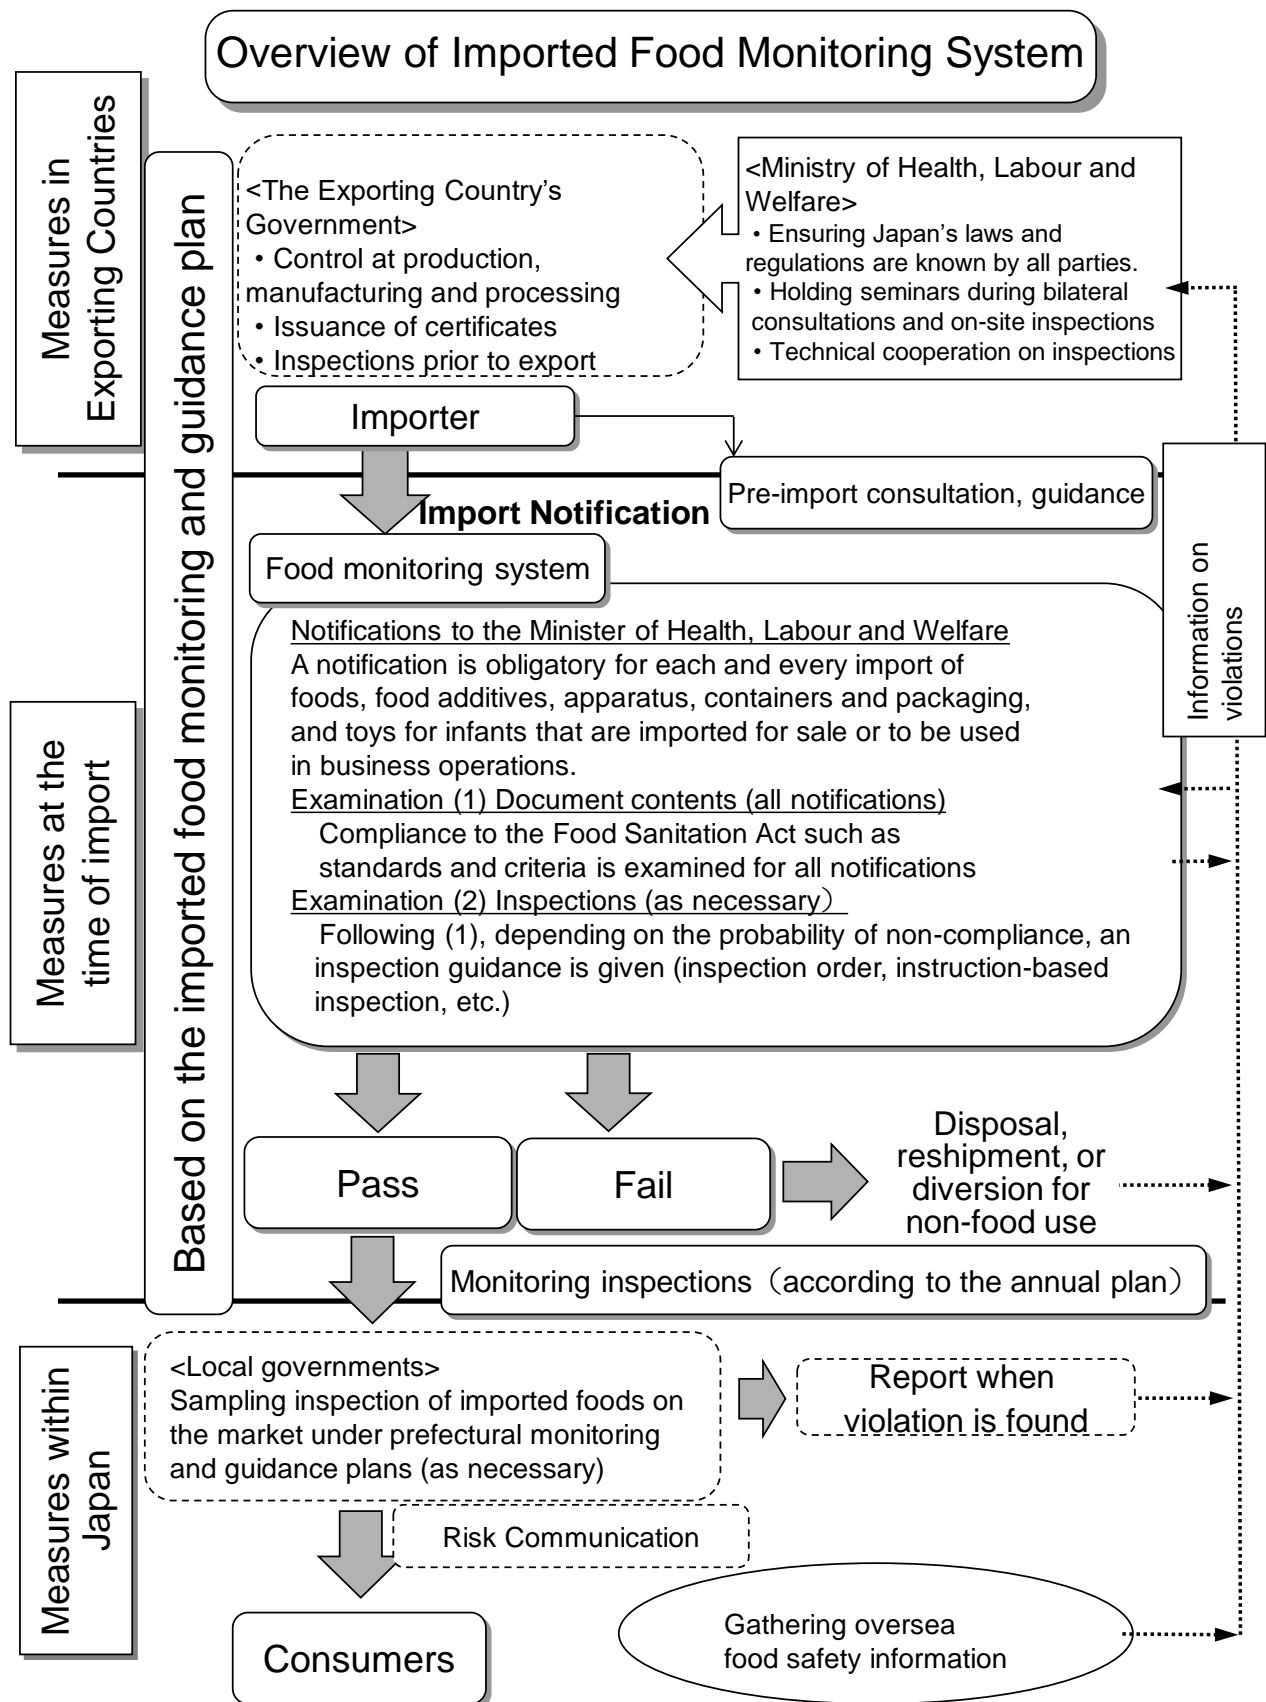 Overview of Imported Food Monitoring System
Measures in
Exporting Countries
Based on the imported food monitoring and guidance plan
<The Exporting Country’s
Government>
・Control at production,
manufacturing and processing
・Issuance of certificates
・Inspections prior to export
<Ministry of Health, Labour and
Welfare>
・Ensuring Japan’s laws and
regulations are known by all parties.
・Holding seminars during bilateral
consultations and on-site inspections
・Technical cooperation on inspections
Importer
Pre-import consultation, guidance
Import Notification
Information on
violations
Measures at the
time of import
Food monitoring system
Notifications to the Minister of Health, Labour and Welfare
A notification is obligatory for each and every import of
foods, food additives, apparatus, containers and packaging,
and toys for infants that are imported for sale or to be used
in business operations.
Examination (1) Document contents (all notifications)
Compliance to the Food Sanitation Act such as
standards and criteria is examined for all notifications
Examination (2) Inspections (as necessary）
Following (1), depending on the probability of non-compliance, an
inspection guidance is given (inspection order, instruction-based
inspection, etc.)
Pass
Fail
Disposal,
reshipment, or
diversion for
non-food use
Monitoring inspections（according to the annual plan）
Measures within
Japan
<Local governments>
Sampling inspection of imported foods on
the market under prefectural monitoring
and guidance plans (as necessary)
Report when
violation is found
Risk Communication
Consumers
Gathering oversea
food safety information